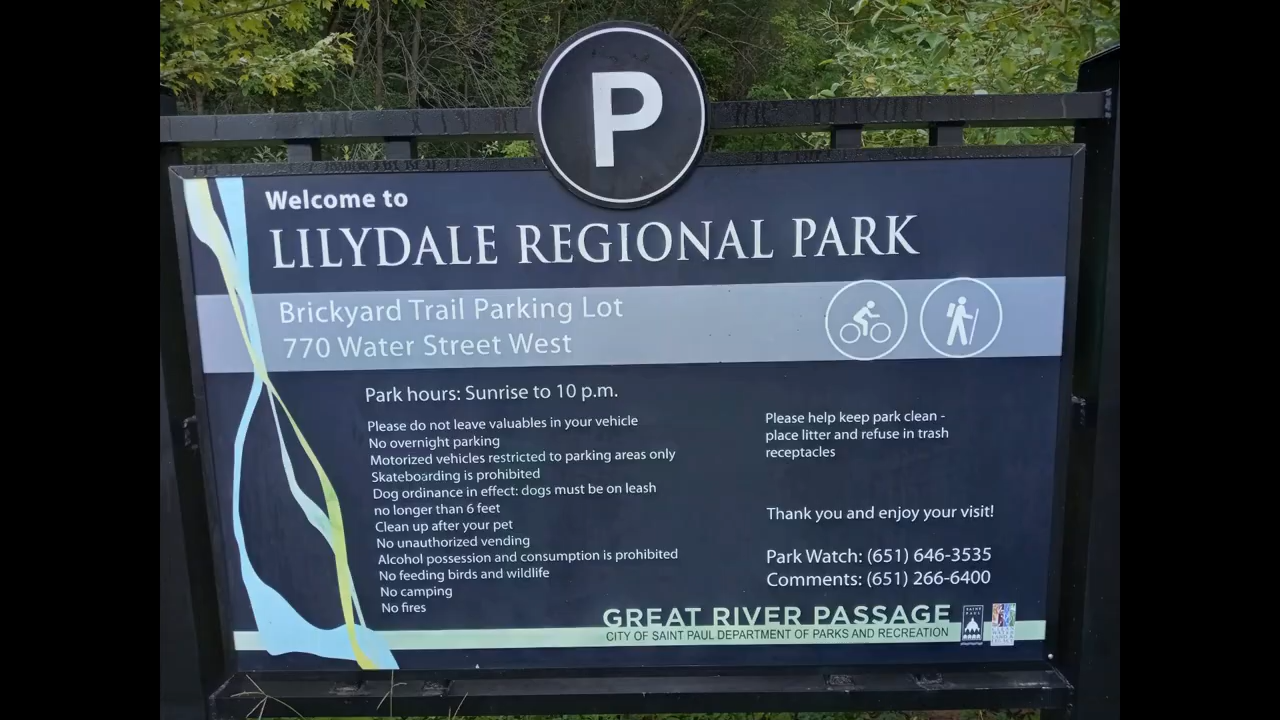 P
Welcome to
LILYDALE REGIONAL PARK
Brickyard Trail Parking Lot
770 Water Street West
Park hours: Sunrise to 10 p.m.
Please do not leave valuables in your vehicle
No overnight parking
Motorized vehicles restricted to parking areas only
Skateboarding is prohibited
Dog ordinance in effect: dogs must be on leash
no longer than 6 feet
Clean up after your pet
No unauthorized vending
Alcohol possession and consumption is prohibited
No feeding birds and wildlife
No camping
No fires
Please help keep park clean -
place litter and refuse in trash
receptacles
Thank you and enjoy your visit!
Park Watch: (651) 646-3535
Comments: (651) 266-6400
GREAT RIVER PASSAGE
CITY OF SAINT PAUL DEPARTMENT OF PARKS AND RECREATION
SAINT
PAUL